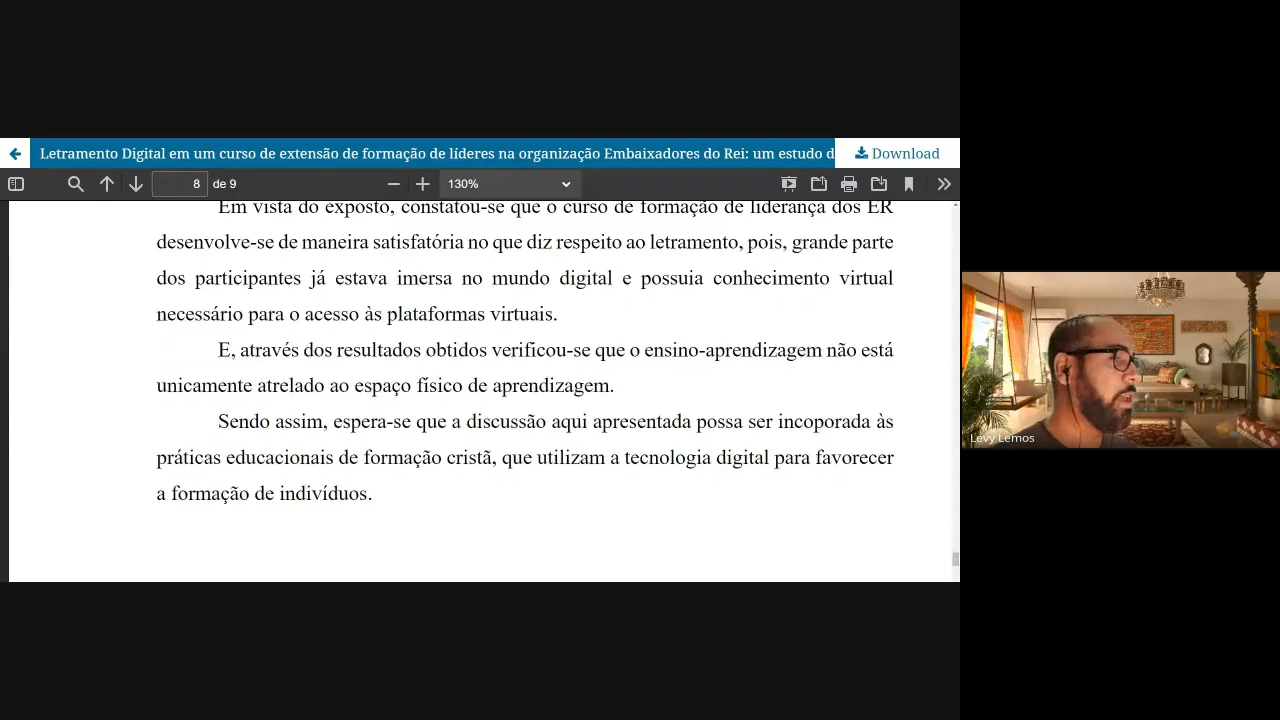 Letramento Digital em um curso de extensão de formação de líderes na organização Embaixadores do Rei: um estudo d
Download
8 de 9
130%
Em vista do exposto, constatou-se que o curso de formação de liderança dos ER
desenvolve-se de maneira satisfatória no que diz respeito ao letramento, pois, grande parte
dos participantes já estava imersa no mundo digital e possuia conhecimento virtual
necessário para o acesso às plataformas virtuais.
E, através dos resultados obtidos verificou-se que o ensino-aprendizagem não está
unicamente atrelado ao espaço físico de aprendizagem.
Sendo assim, espera-se que a discussão aqui apresentada possa ser incoporada às
práticas educacionais de formação cristã, que utilizam a tecnologia digital para favorecer
a formação de indivíduos.
Levy Lemos